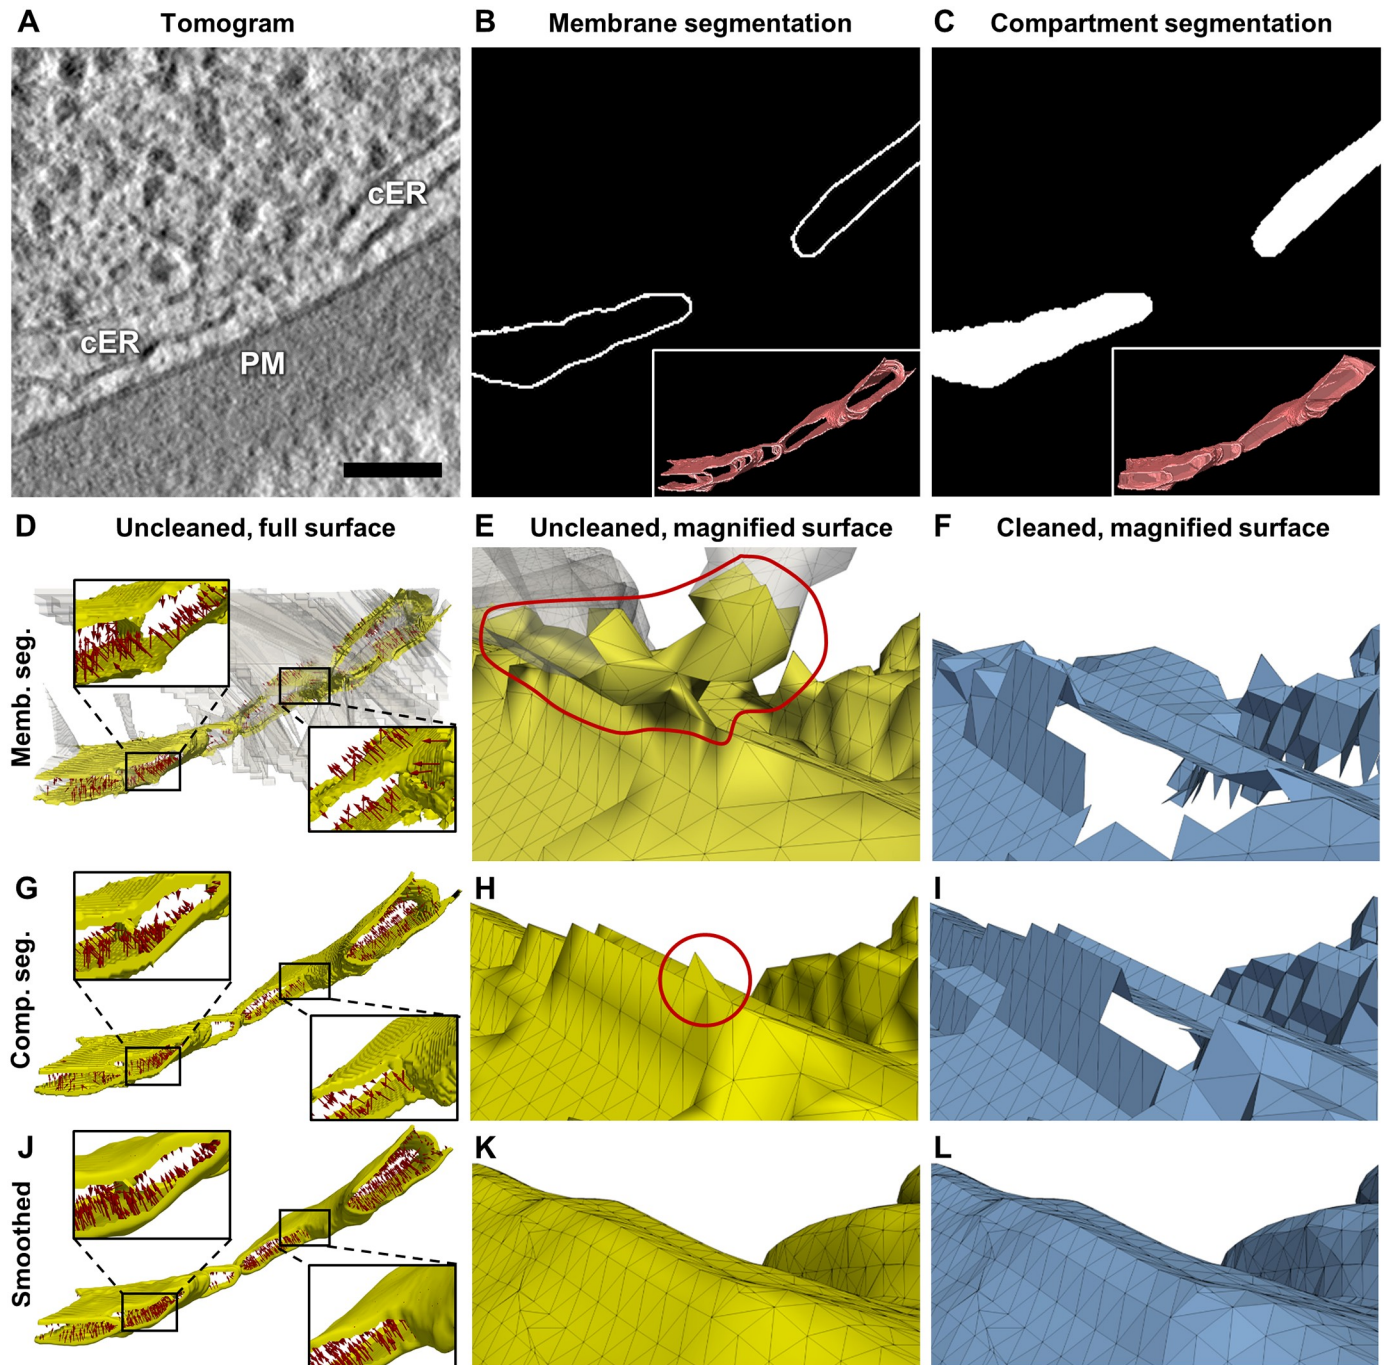 A Tomogram
B Membrane segmentation
C Compartment segmentation
cER
cER
PM
D Uncleaned, full surface
E Uncleaned, magnified surface
F Cleaned, magnified surface
Memb. seg.
G
H
I
Comp. seg.
J
K
L
Smoothed